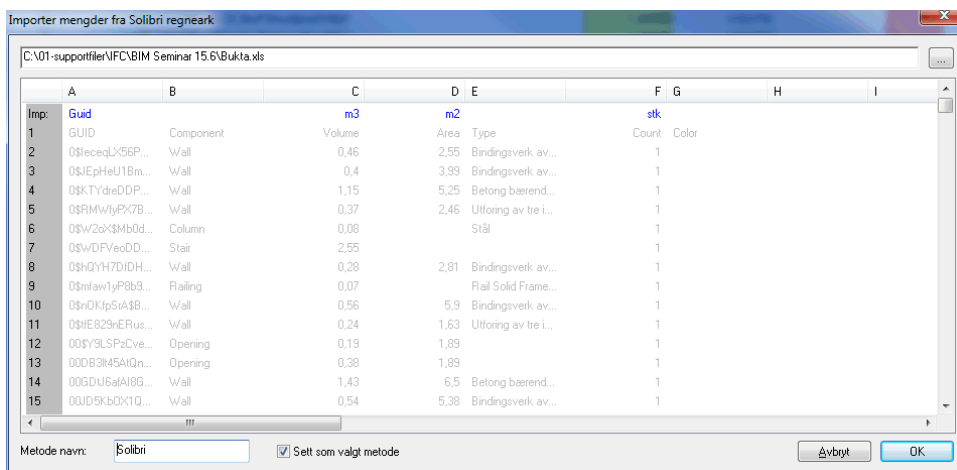 Importer mengder fra Solibri regneark
x
C:\01-supportfiler\IFC\BIM Seminar 15.6\Bukta.xls ...
A B C D E F G H I
Imp: Guid m3 m2 stk
1 GUID Component Volume Area Type Count Color
2 0$IeceqLX56P... Wall 0,46 2,55 Bindingsverk av... 1
3 0$JEpHeU1Bm... Wall 0,4 3,99 Bindingsverk av... 1
4 0$KTYdreDDP... Wall 1,15 5,25 Betong bærend... 1
5 0$RMWfyPX7B... Wall 0,37 2,46 Utforing av tre i... 1
6 0$W2oX$Mb0d... Column 0,08 Stål 1
7 0$WDFVeoDD... Stair 2,55 1
8 0$hQYH7DfDH... Wall 0,28 2,81 Bindingsverk av... 1
9 0$mfaw1yP8b9... Railing 0,07 Rail Solid Frame... 1
10 0$nOKfpSrA$B... Wall 0,56 5,9 Bindingsverk av... 1
11 0$tfE829nERus... Wall 0,24 1,63 Utforing av tre i... 1
12 00$Y9LSPzCve... Opening 0,19 1,89 1
13 00DB3It45AtQn... Opening 0,38 1,89 1
14 00GDU6afAI8G... Wall 1,43 6,5 Betong bærend... 1
15 00JD5Kb0X1Q... Wall 0,54 5,38 Bindingsverk av... 1
Metode navn: Solibri Sett som valgt metode Avbryt OK